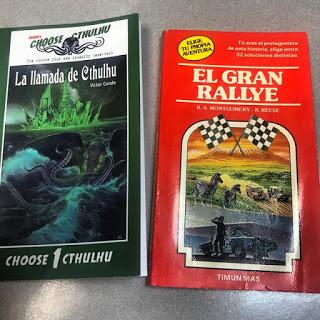 CHOOSE CTHULHU
La llamada de Cthulhu
Victor Conde
CHOOSE 1 CTHULHU
ELIGE
TU PROPIA
AVENTURA
Tú eres el protagonista
de esta historia, elige entre
32 soluciones distintas
EL GRAN
RALLYE
R. A. MONTGOMERY - R. REESE
TIMUN MAS